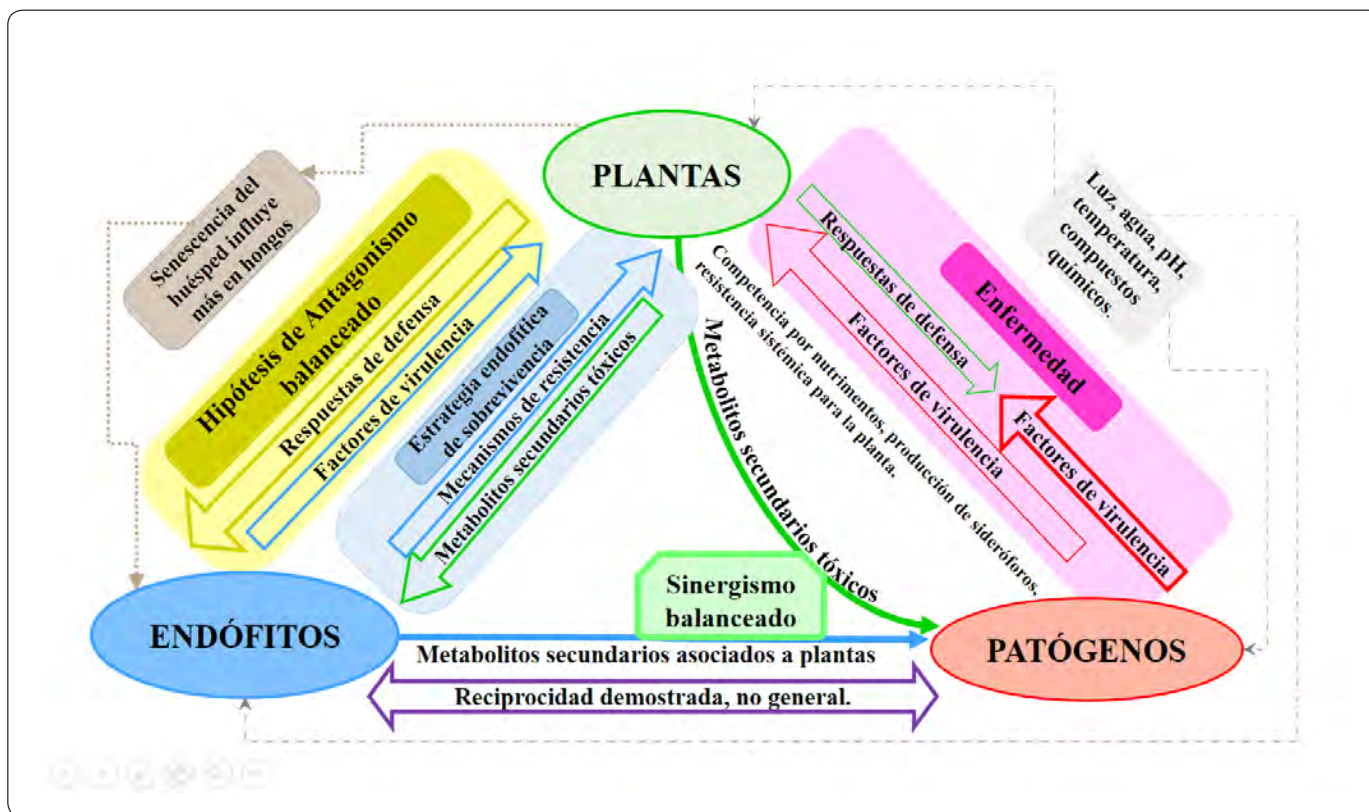 PLANTAS
Senescencia del
huésped influye
más en hongos
Hipótesis de Antagonismo
balanceado
Respuestas de defensa
Factores de virulencia
Estrategia endofítica
de sobrevivencia
Mecanismos de resistencia
Metabolitos secundarios tóxicos
Metabolitos secundarios tóxicos
Competencia por nutrimentos, producción de sideróforos,
resistencia sistémica para la planta.
Respuestas de defensa
Factores de virulencia
Enfermedad
Factores de virulencia
Luz, agua, pH,
temperatura,
compuestos
químicos.
Sinergismo
balanceado
ENDÓFITOS
PATÓGENOS
Metabolitos secundarios asociados a plantas
Reciprocidad demostrada, no general.